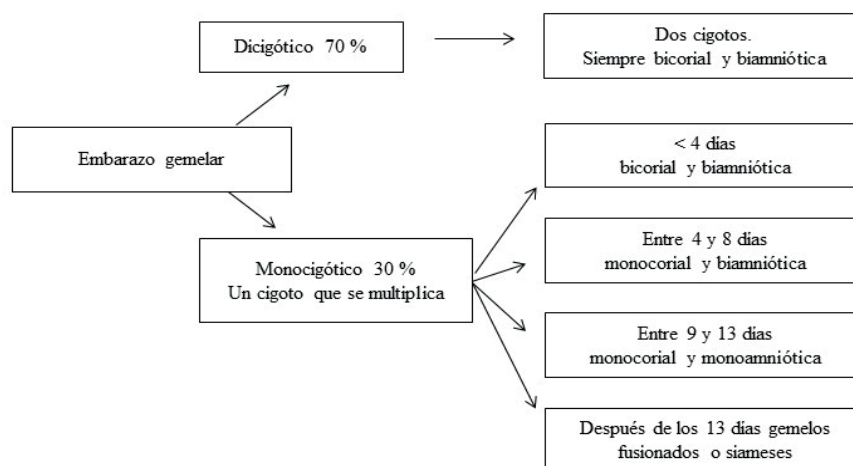 Dicigótico 70 %
Dos cigotos.
Siempre bicorial y biamniótica
Embarazo gemelar
< 4 días
bicorial y biamniótica
Monocigótico 30 %
Un cigoto que se multiplica
Entre 4 y 8 días
monocorial y biamniótica
Entre 9 y 13 días
monocorial y monoamniótica
Después de los 13 días gemelos
fusionados o siameses